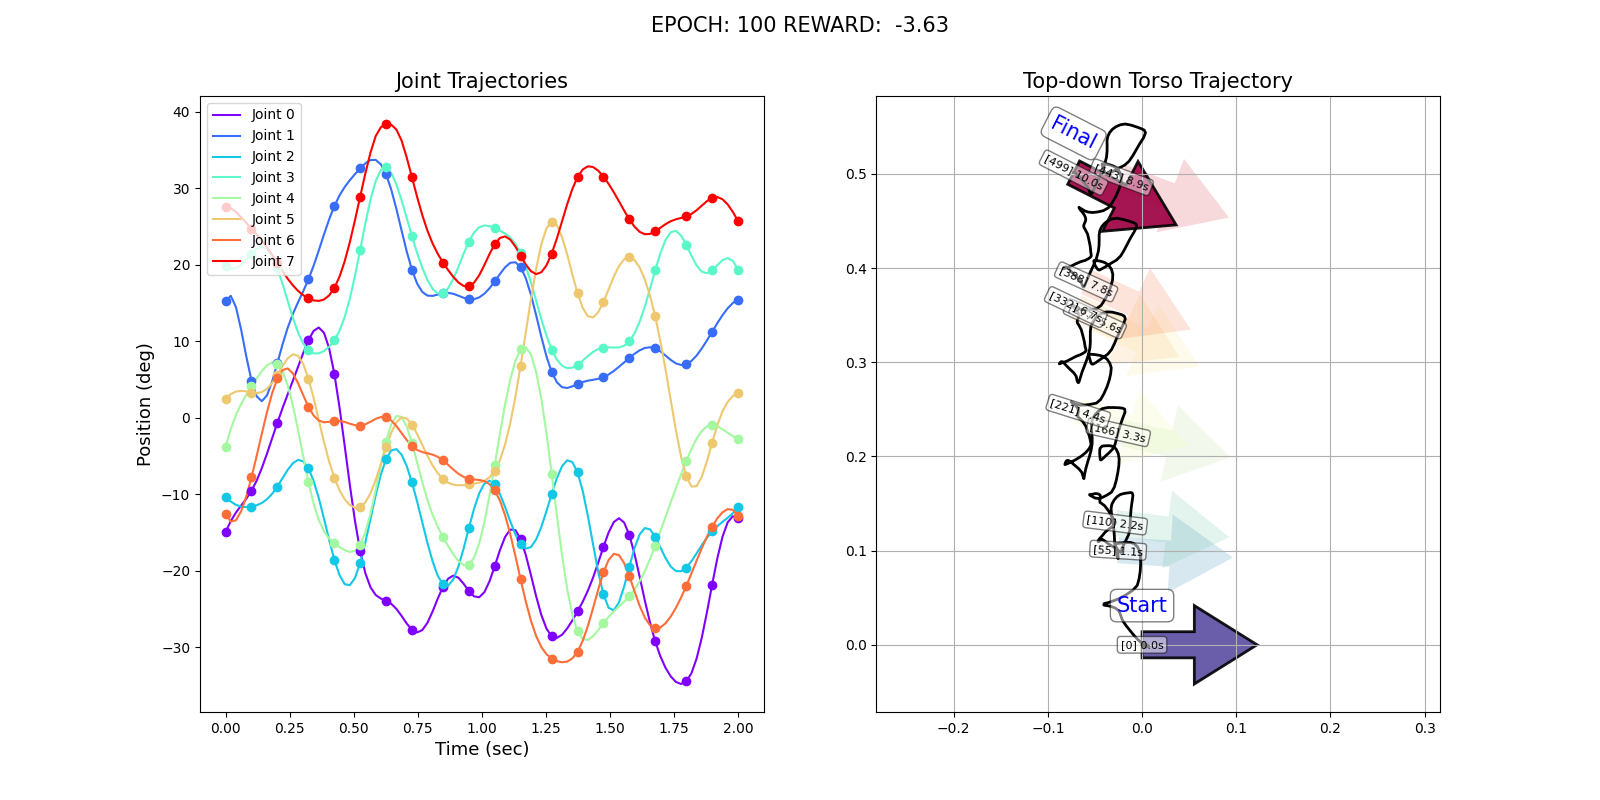 EPOCH: 100 REWARD:  -3.63
Joint Trajectories
Joint 0
Joint 1
Joint 2
Joint 3
Joint 4
Joint 5
Joint 6
Joint 7
40
30
20
10
0
−10
−20
−30
Position (deg)
0.00 0.25 0.50 0.75 1.00 1.25 1.50 1.75 2.00
Time (sec)
Top-down Torso Trajectory
Final
[499] 10.0s
[443] 8.9s
[388] 7.8s
[332] 6.7s
.6s
[221] 4.4s
[166] 3.3s
[110] 2.2s
[55] 1.1s
Start
[0] 0.0s
0.5
0.4
0.3
0.2
0.1
0.0
−0.2 −0.1 0.0 0.1 0.2 0.3